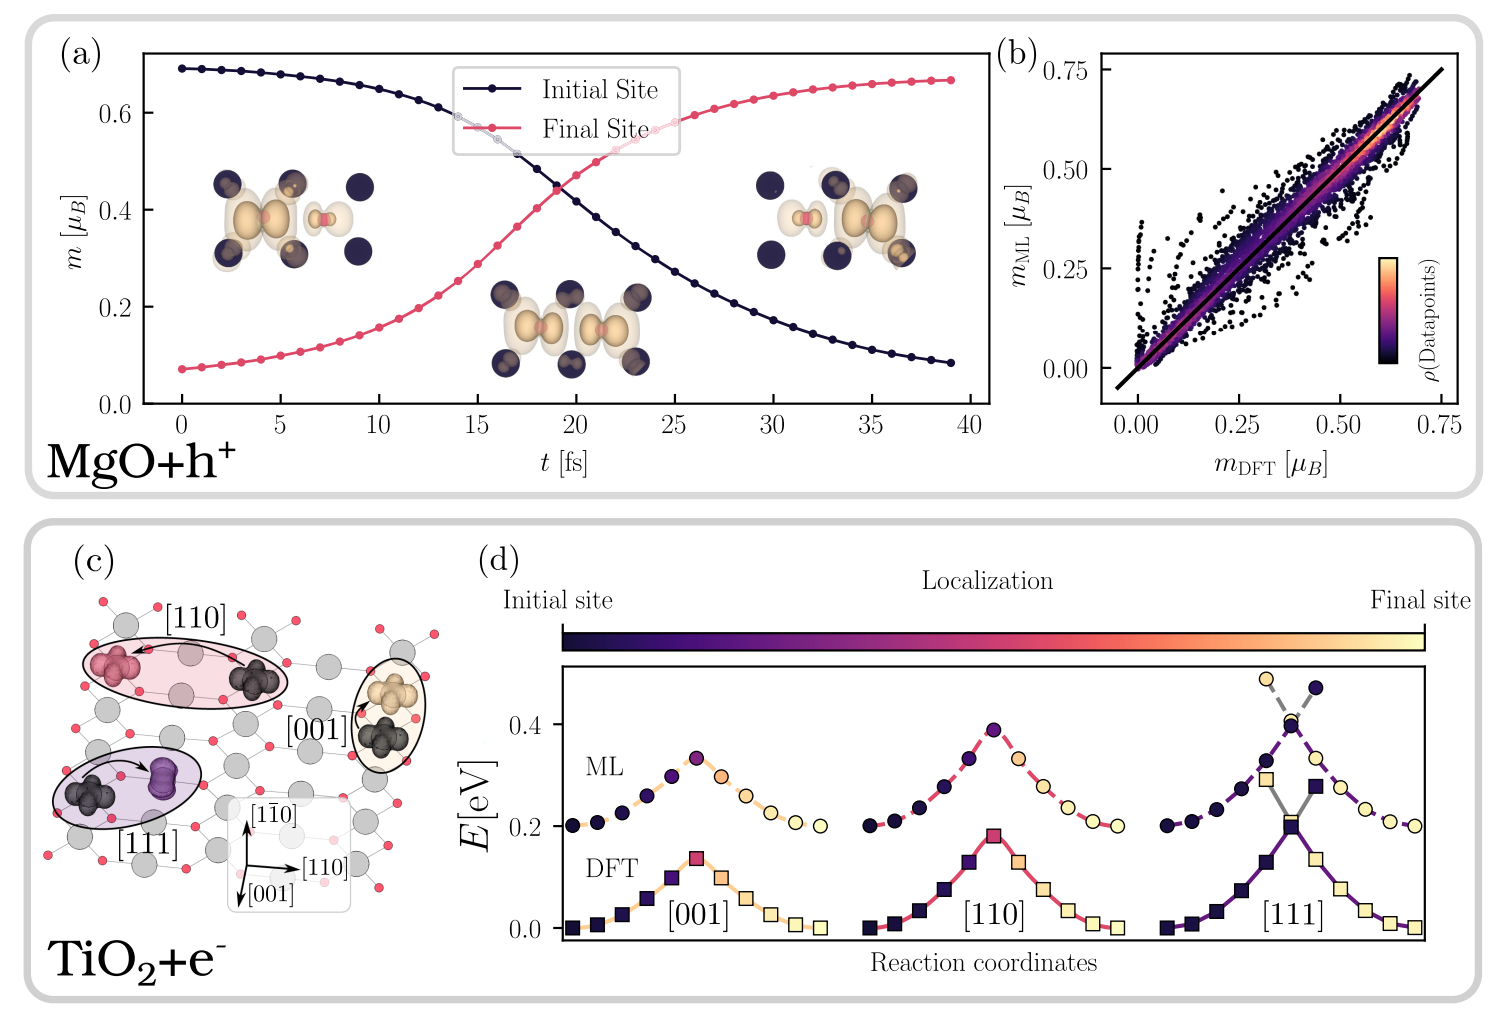 (a)
Initial Site
Final Site
m [μB]
0.6
0.4
0.2
0.0
0 5 10 15 20 25 30 35 40
t [fs]
MgO+h+
(b)
0.75
0.50
0.25
0.00
mML [μB]
ρ(Datapoints)
0.00 0.25 0.50 0.75
mDFT [μB]
(c)
[110]
[001]
[111]
[11̅0]
[110]
[001]
TiO2+e-
(d)
Localization
Initial site Final site
E[eV]
0.4
0.2
0.0
ML
DFT
[001] [110] [111]
Reaction coordinates